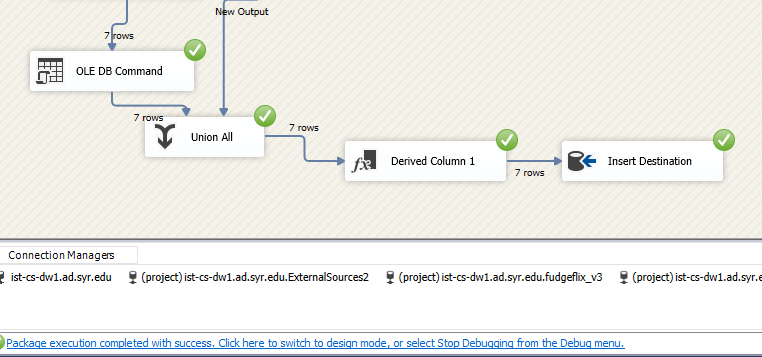 New Output
7 rows
OLE DB Command
7 rows
Union All
7 rows
Derived Column 1
7 rows
Insert Destination
Connection Managers
ist-cs-dw1.ad.syr.edu
(project) ist-cs-dw1.ad.syr.edu.ExternalSources2
(project) ist-cs-dw1.ad.syr.edu.fudgeflix_v3
(project) ist-cs-dw1.ad.syr.e
Package execution completed with success. Click here to switch to design mode, or select Stop Debugging from the Debug menu.